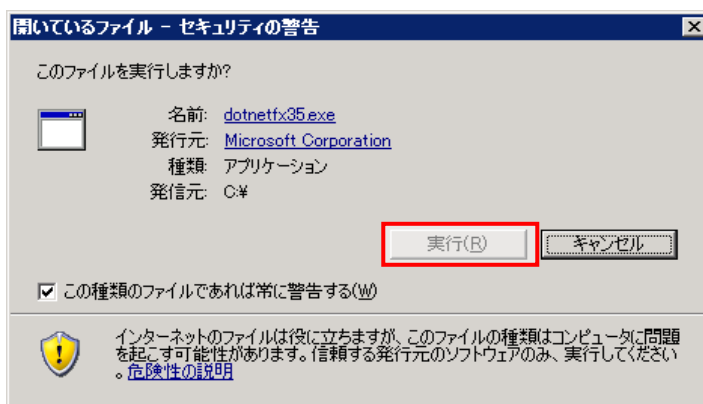 開いているファイル - セキュリティの警告
このファイルを実行しますか?
名前: dotnetfx35.exe
発行元: Microsoft Corporation
種類: アプリケーション
発信元: C:¥
実行(R) キャンセル
この種類のファイルであれば常に警告する(W)
インターネットのファイルは役に立ちますが、このファイルの種類はコンピュータに問題
を起こす可能性があります。信頼する発行元のソフトウェアのみ、実行してください
。危険性の説明